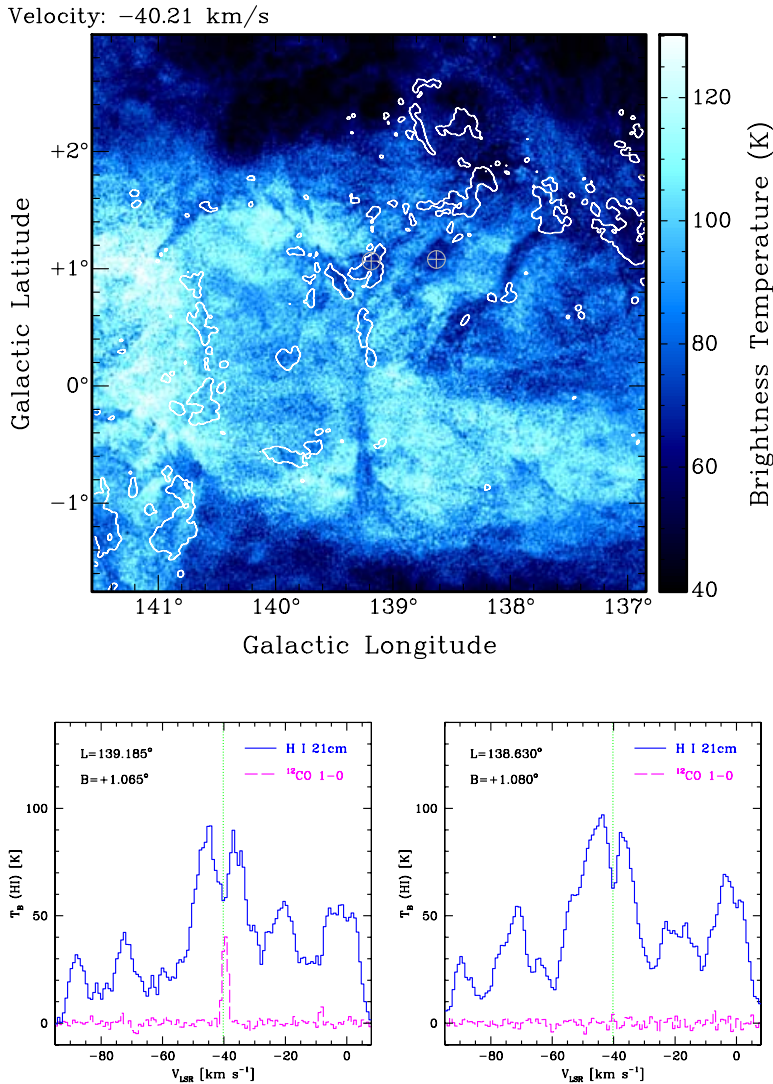 Velocity: −40.21 km/s
+2°
+1°
0°
−1°
Galactic Latitude
141°
140°
139°
138°
137°
Galactic Longitude
120
100
80
60
40
Brightness Temperature (K)
L=139.185°
B=+1.065°
H I 21cm
¹²CO 1-0
100
50
0
T_B (HI) [K]
−80
−60
−40
−20
0
V_LSR [km s⁻¹]
L=138.630°
B=+1.080°
H I 21cm
¹²CO 1-0
100
50
0
T_B (HI) [K]
−80
−60
−40
−20
0
V_LSR [km s⁻¹]